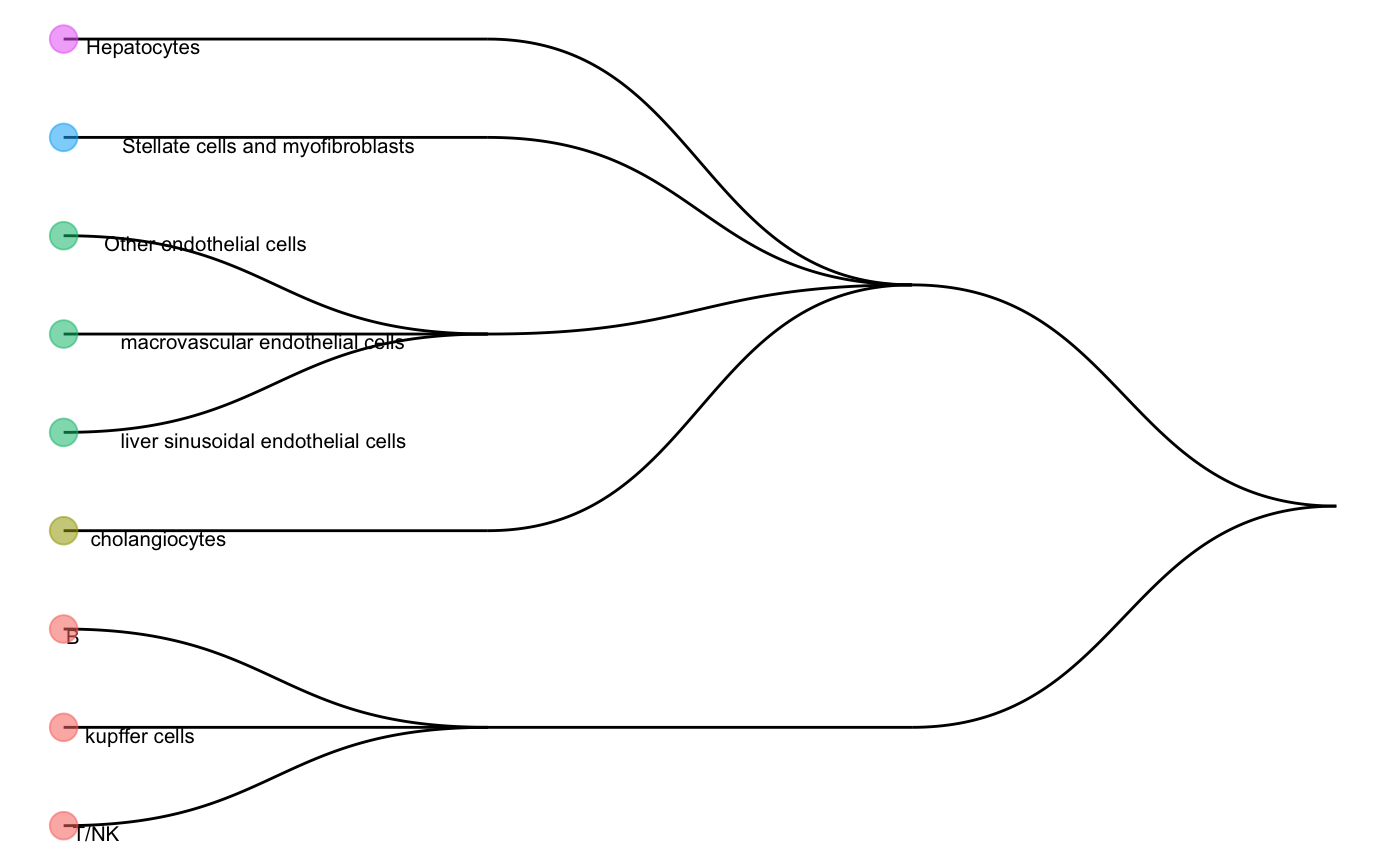 Hepatocytes
Stellate cells and myofibroblasts
Other endothelial cells
macrovascular endothelial cells
liver sinusoidal endothelial cells
cholangiocytes
B
kupffer cells
T/NK